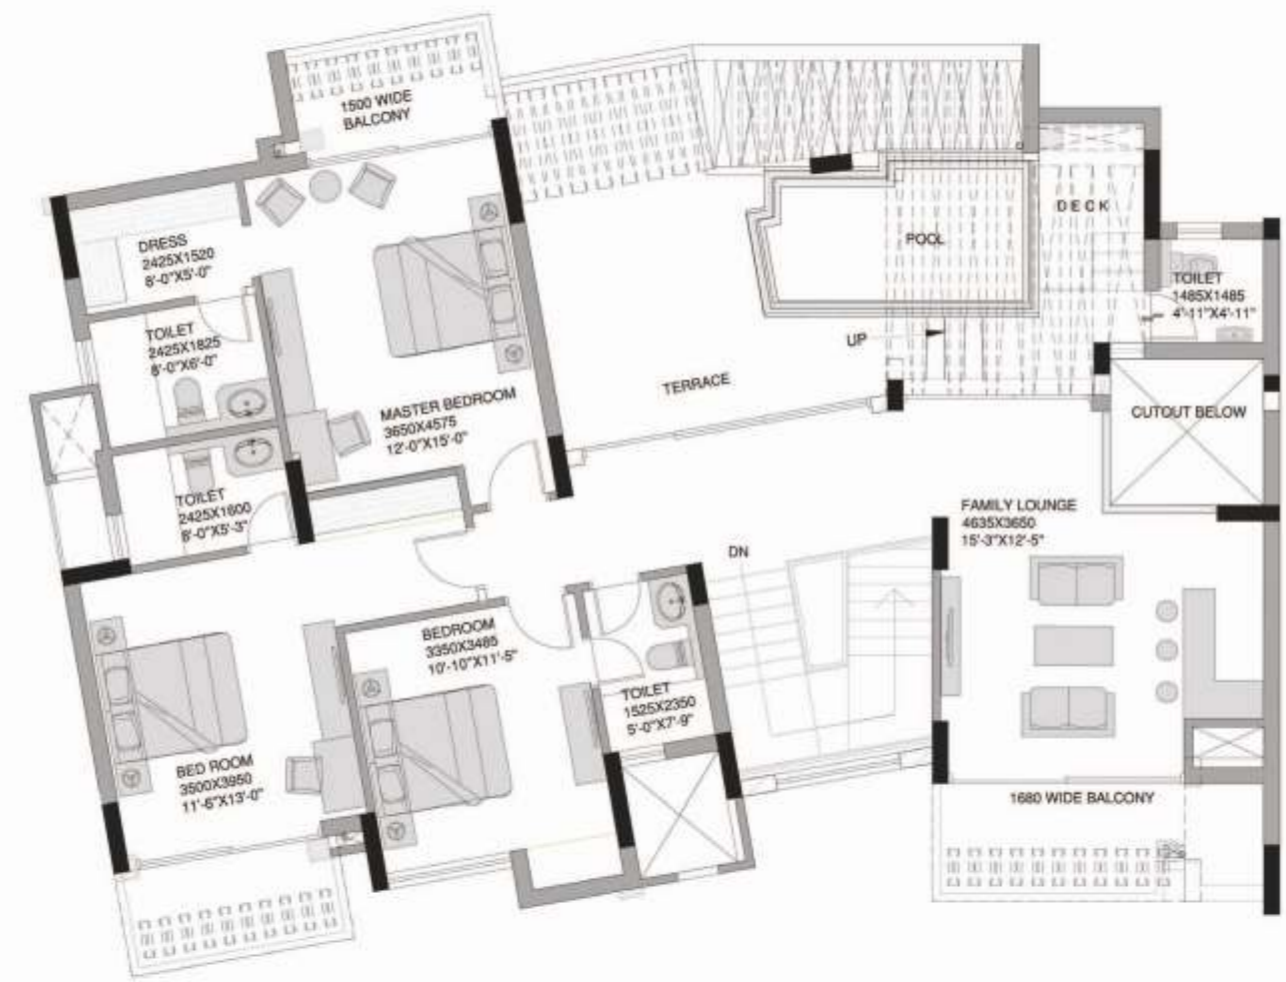 1500 WIDE
BALCONY
DECK
DRESS
2425X1520
8'-0"X5'-0"
POOL
TOILET
1485X1485
4'-11"X4'-11"
TOILET
2425X1825
8'-0"X6'-0"
UP
TERRACE
MASTER BEDROOM
3650X4575
12'-0"X15'-0"
CUTOUT BELOW
TOILET
2425X1600
8'-0"X5'-3"
FAMILY LOUNGE
4635X3650
15'-3"X12'-5"
DN
BEDROOM
3350X3485
10'-10"X11'-5"
TOILET
1525X2350
5'-0"X7'-9"
BED ROOM
3500X3950
11'-6"X13'-0"
1680 WIDE BALCONY